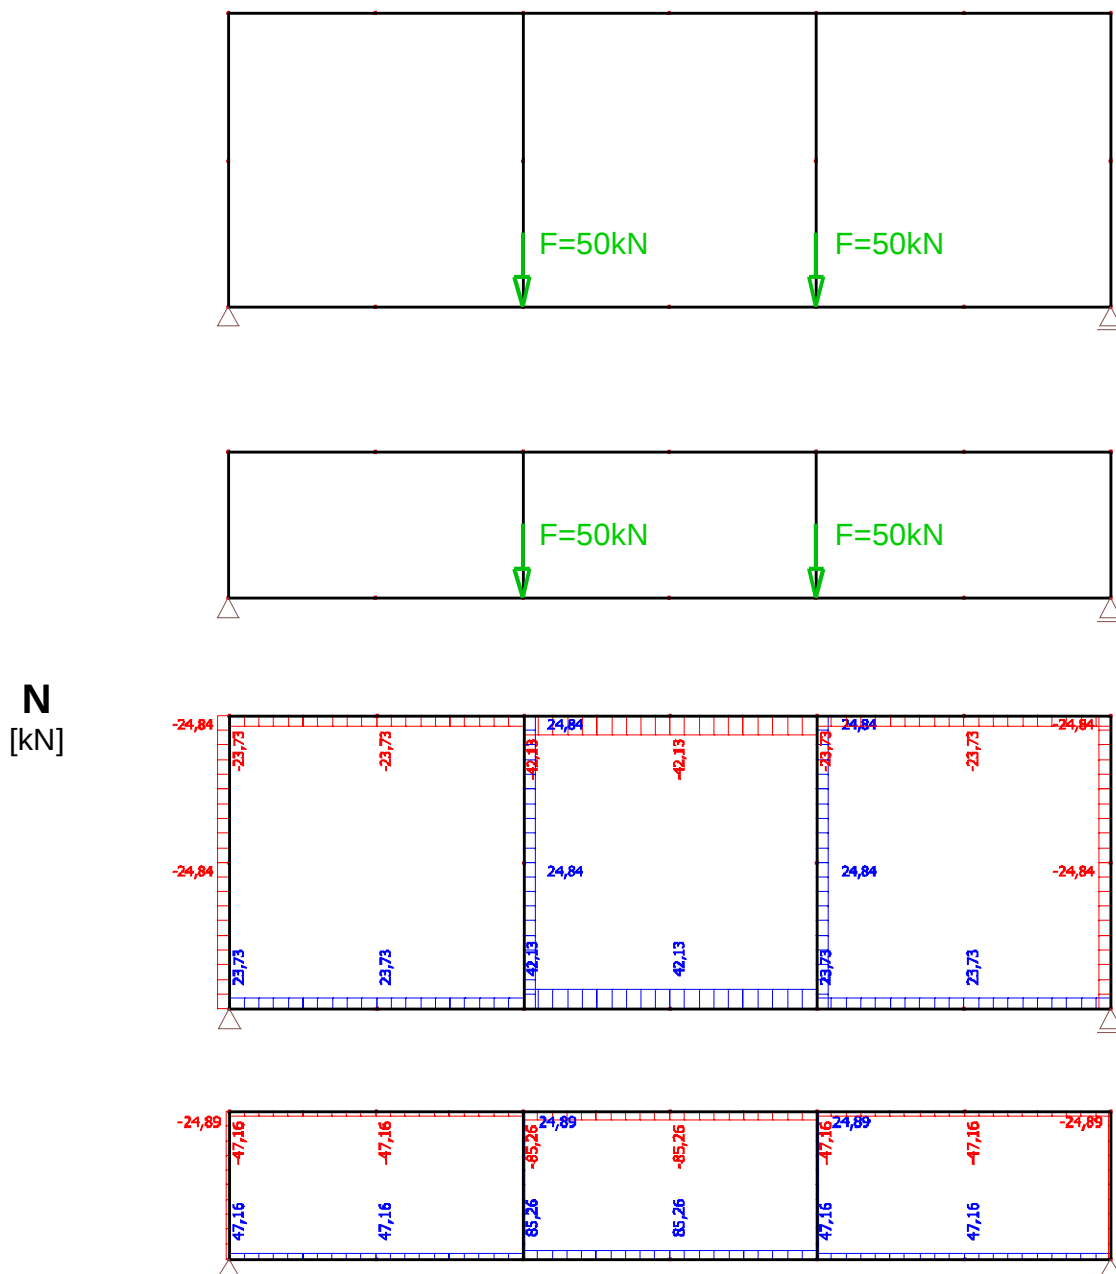 F=50kN F=50kN
F=50kN F=50kN
N
[kN]
-24,84 24,84 24,84 -24,84
-23,73 -23,73 -42,13 -42,13 -23,73 -23,73
-24,84 24,84 24,84 -24,84
23,73 23,73 42,13 42,13 23,73 23,73
-24,89 24,89 24,89 -24,89
-47,16 -47,16 -85,26 -85,26 -47,16 -47,16
47,16 47,16 85,26 85,26 47,16 47,16